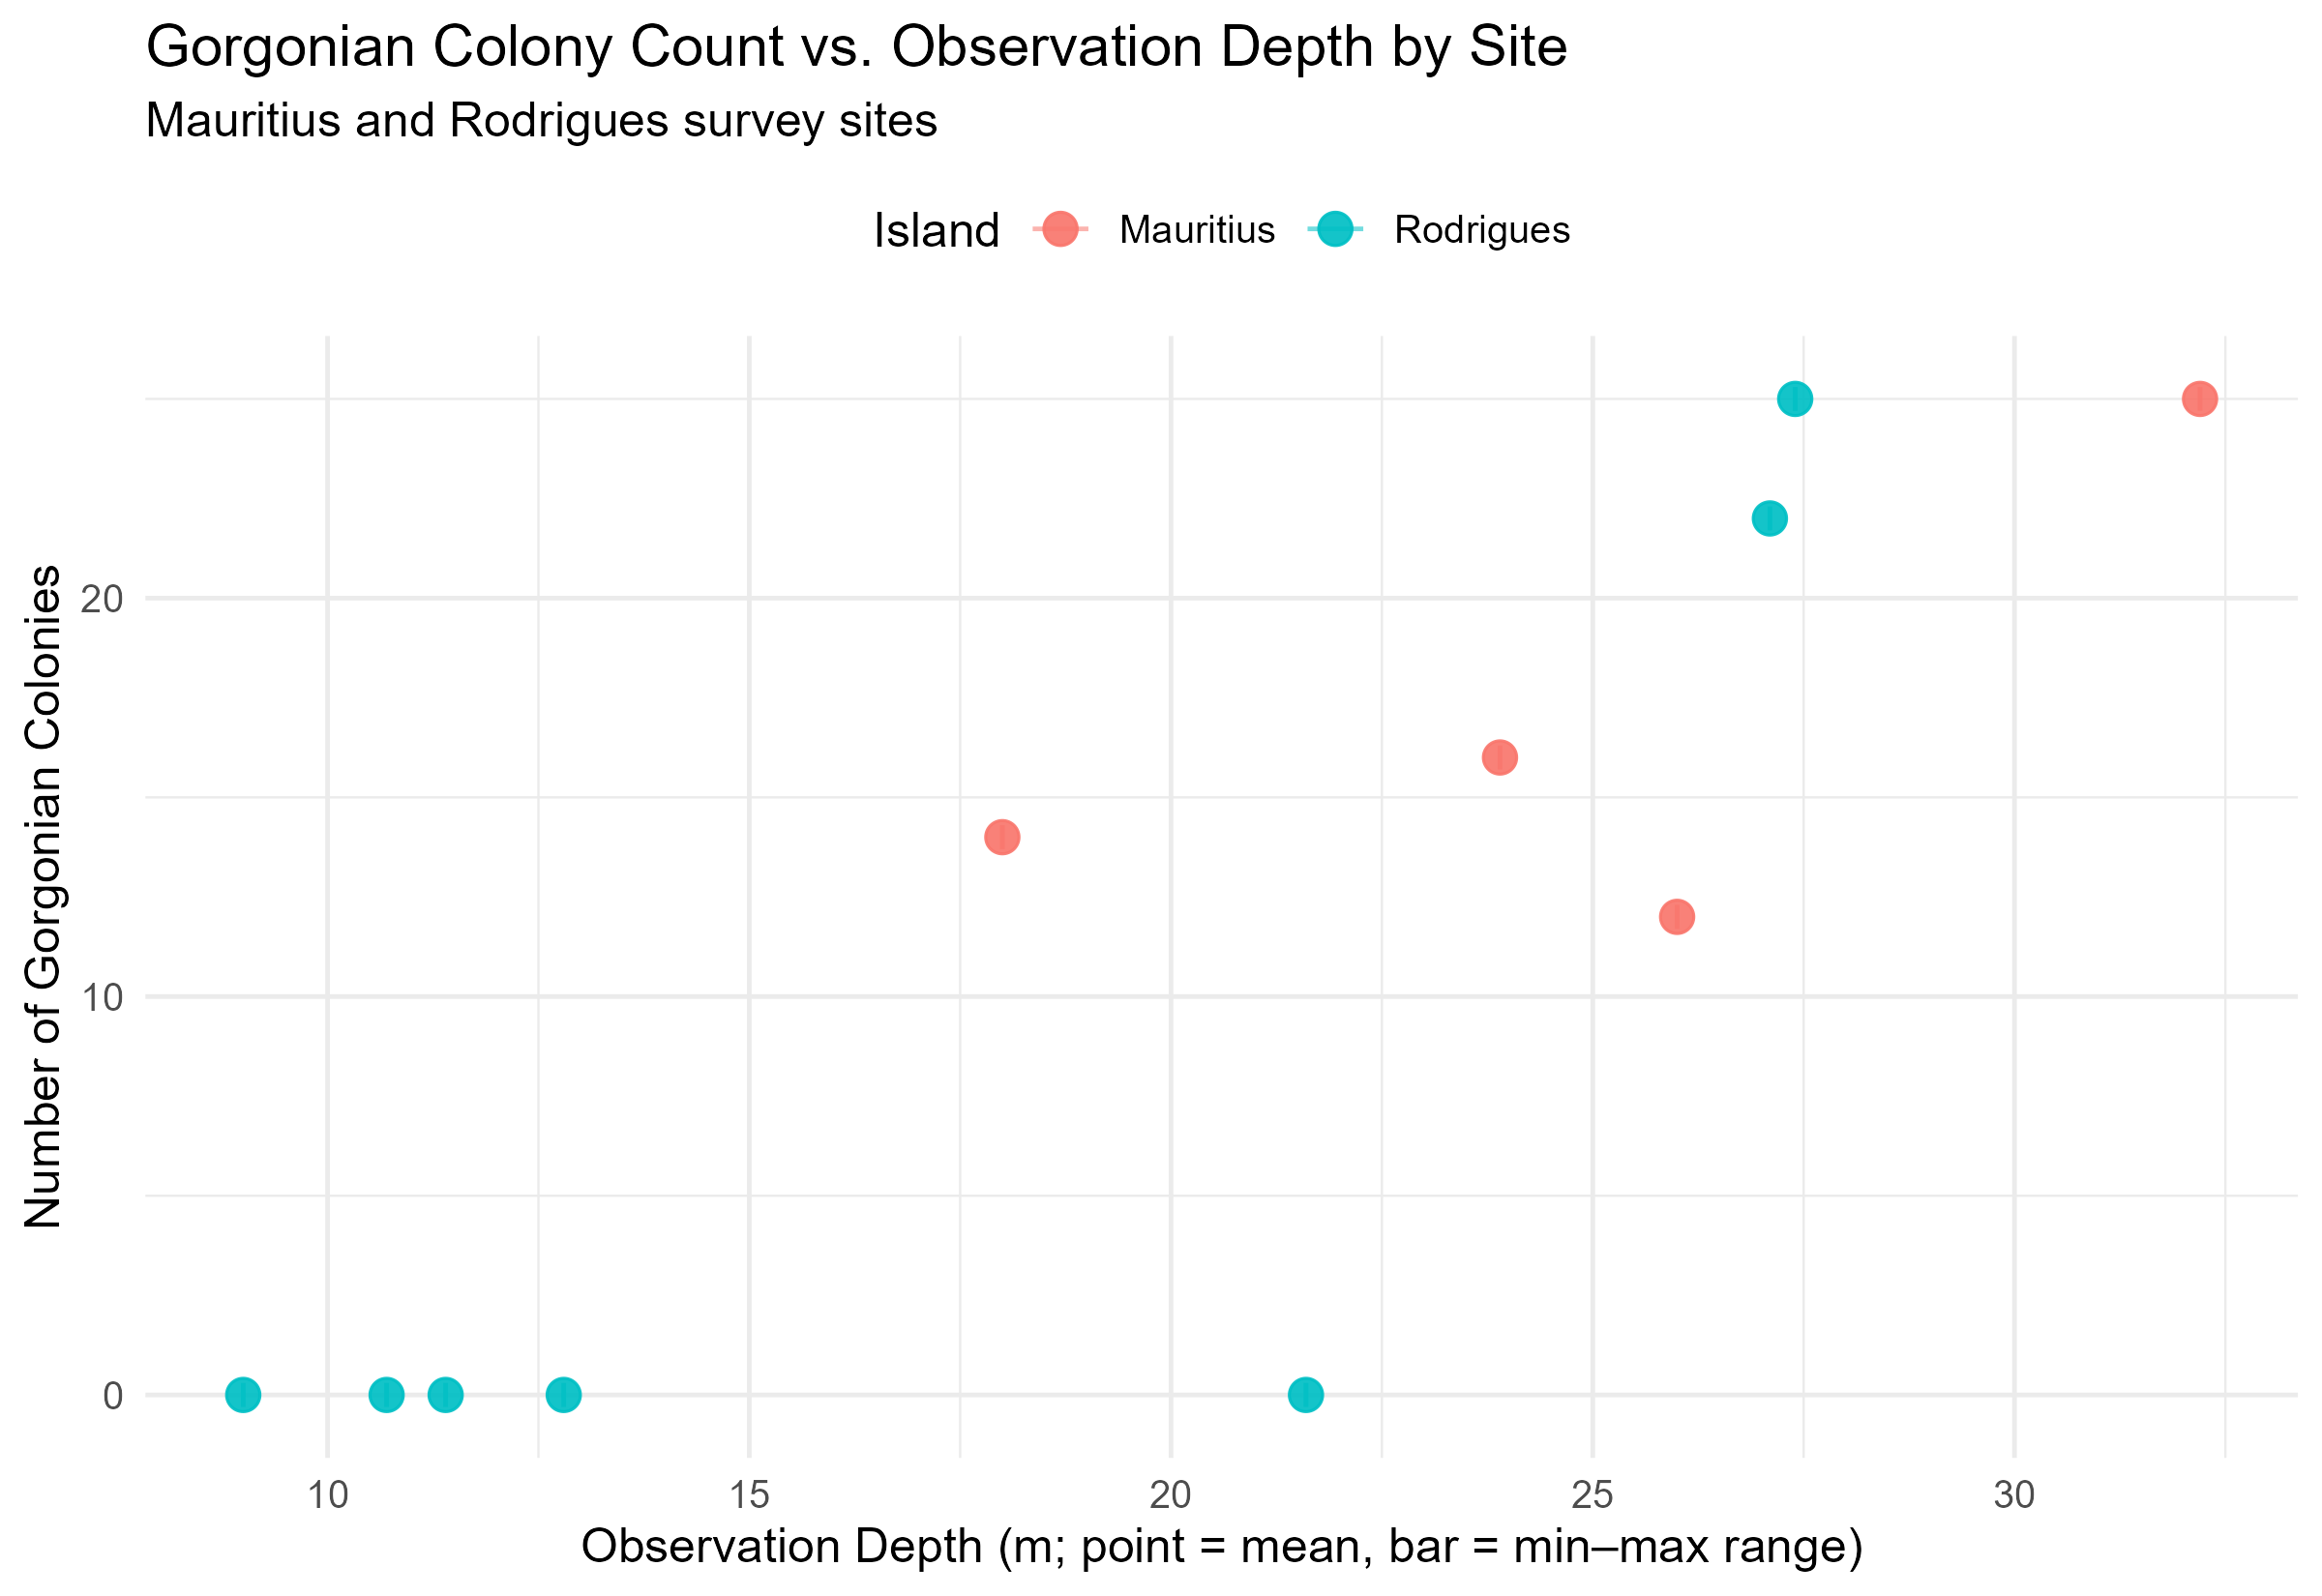 Gorgonian Colony Count vs. Observation Depth by Site
Mauritius and Rodrigues survey sites
Island Mauritius Rodrigues
Number of Gorgonian Colonies
20
10
0
10 15 20 25 30
Observation Depth (m; point = mean, bar = min–max range)